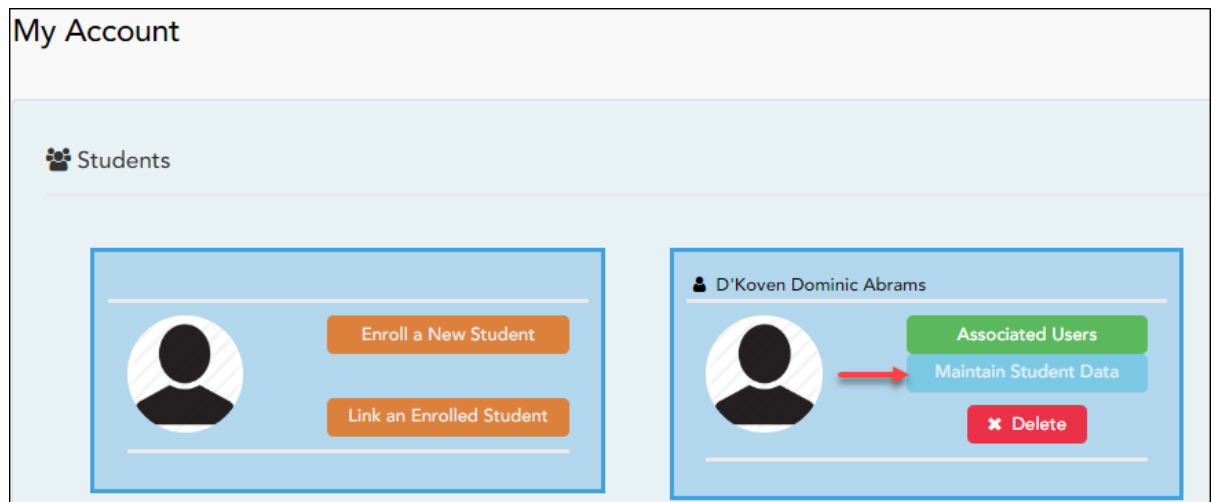 My Account
Students
Enroll a New Student
Link an Enrolled Student
D'Koven Dominic Abrams
Associated Users
Maintain Student Data
Delete